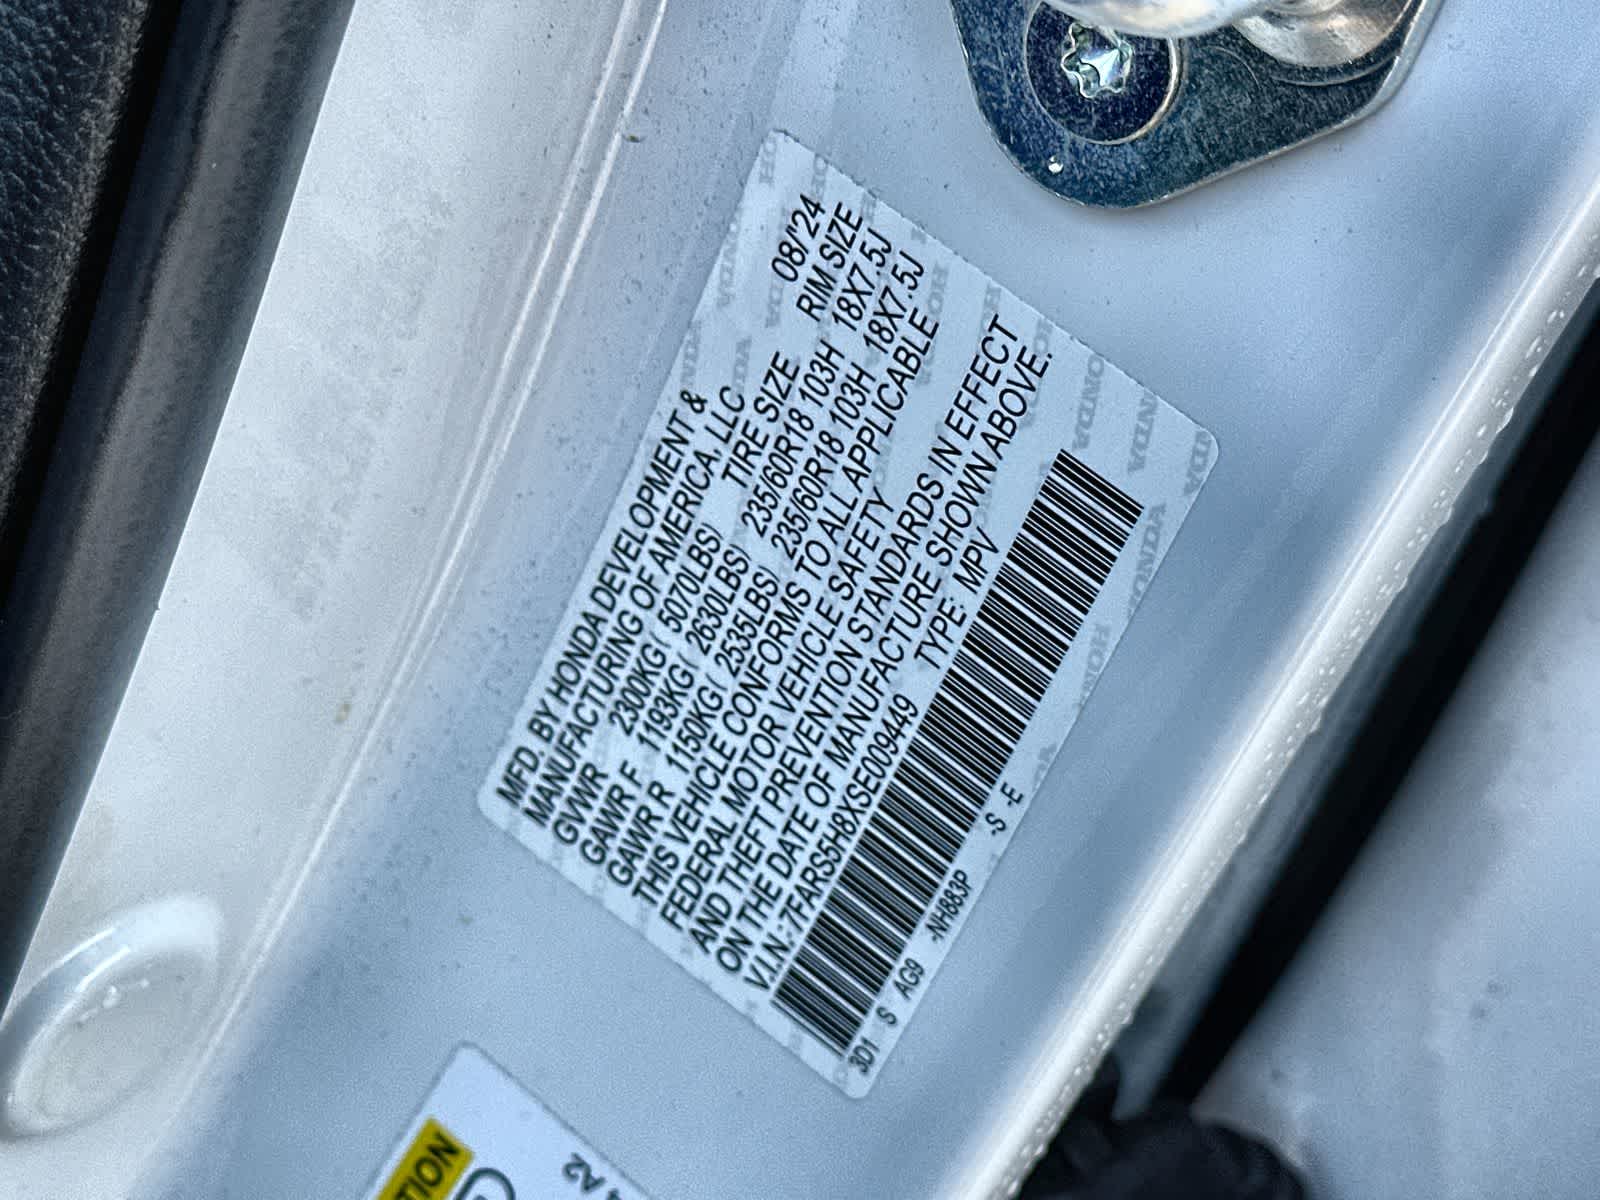 MFD. BY HONDA DEVELOPMENT &
MANUFACTURING OF AMERICA, LLC 08/'24
GVWR 2300KG( 5070LBS) TIRE SIZE RIM SIZE
GAWR F 1193KG( 2630LBS) 235/60R18 103H 18X7.5J
GAWR R 1150KG( 2535LBS) 235/60R18 103H 18X7.5J
THIS VEHICLE CONFORMS TO ALL APPLICABLE
FEDERAL MOTOR VEHICLE SAFETY
AND THEFT PREVENTION STANDARDS IN EFFECT
ON THE DATE OF MANUFACTURE SHOWN ABOVE.
V.I.N.:7FARS5H8XSE009449 TYPE: MPV
3D1 S AG9 -NH883P -S -E
HONDA